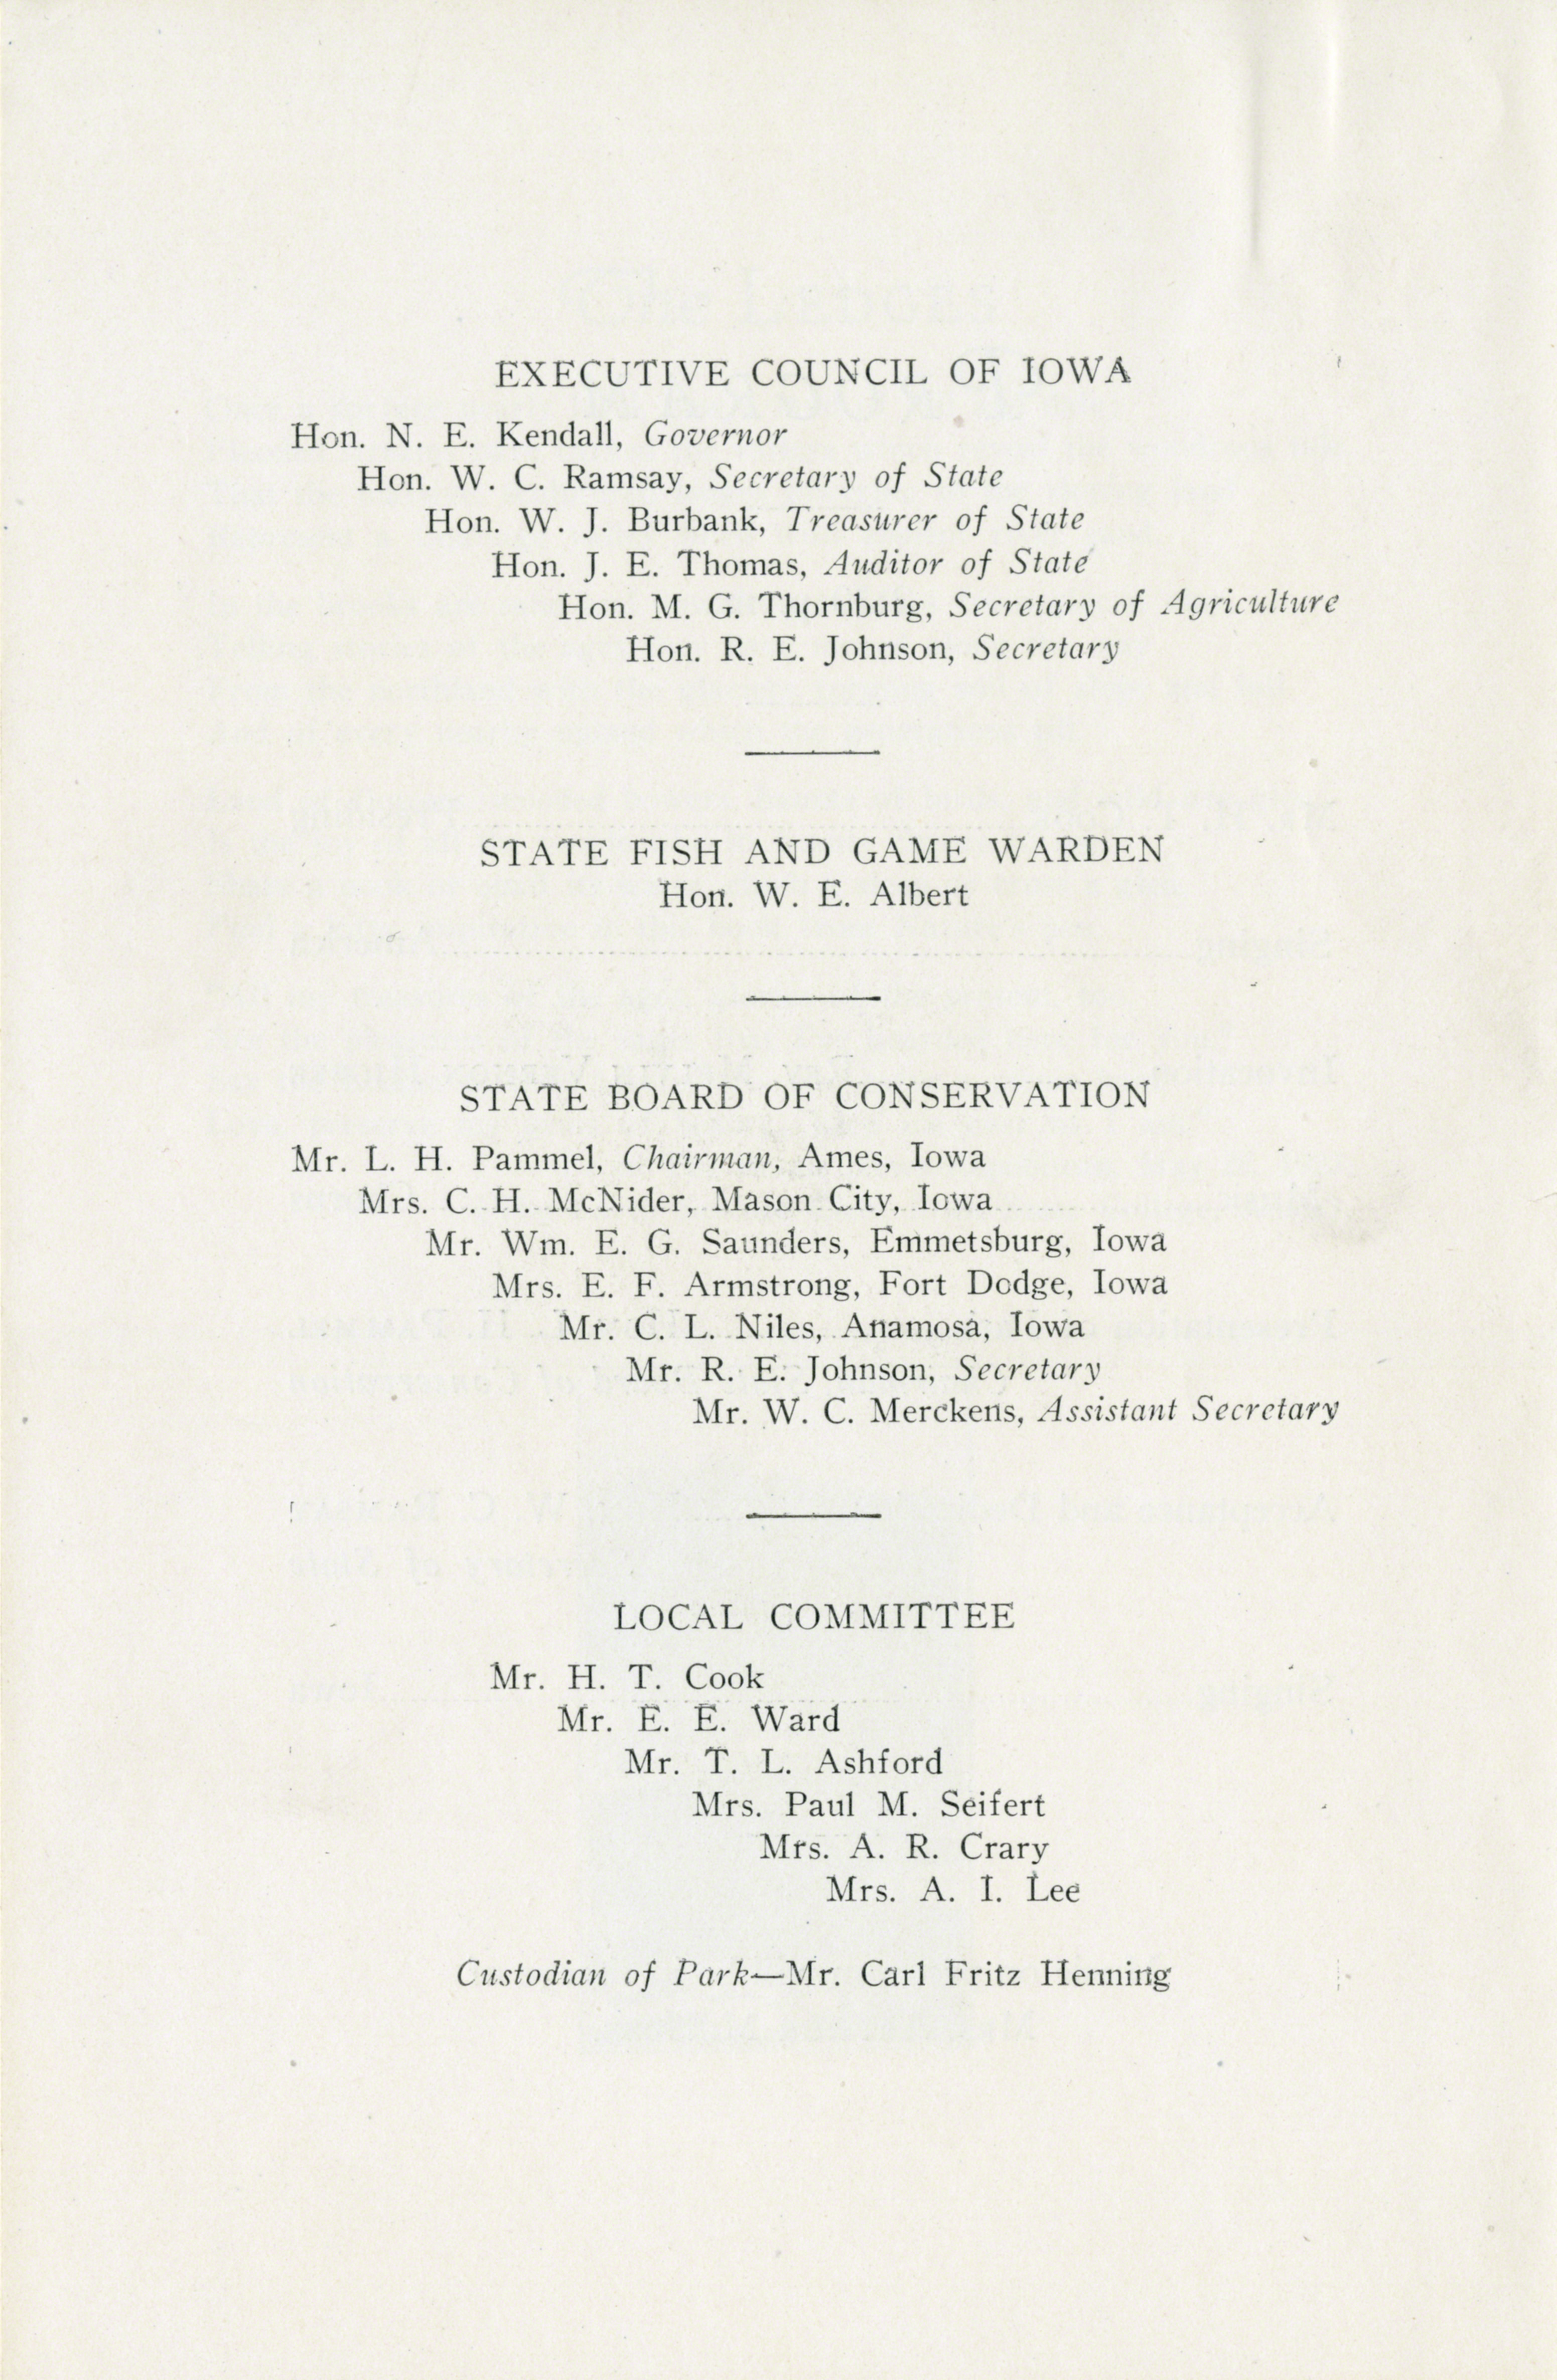 EXECUTIVE COUNCIL OF IOWA
Hon. N. E. Kendall, Governor
Hon. W. C. Ramsay, Secretary of State
Hon. W. J. Burbank, Treasurer of State
Hon. J. E. Thomas, Auditor of State
Hon. M. G. Thornburg, Secretary of Agriculture
Hon. R. E. Johnson, Secretary
STATE FISH AND GAME WARDEN
Hon. W. E. Albert
STATE BOARD OF CONSERVATION
Mr. L. H. Pammel, Chairman, Ames, Iowa
Mrs. C. H. McNider, Mason City, Iowa
Mr. Wm. E. G. Saunders, Emmetsburg, Iowa
Mrs. E. F. Armstrong, Fort Dodge, Iowa
Mr. C. L. Niles, Anamosa, Iowa
Mr. R. E. Johnson, Secretary
Mr. W. C. Merckens, Assistant Secretary
LOCAL COMMITTEE
Mr. H. T. Cook
Mr. E. E. Ward
Mr. T. L. Ashford
Mrs. Paul M. Seifert
Mrs. A. R. Crary
Mrs. A. I. Lee
Custodian of Park—Mr. Carl Fritz Henning